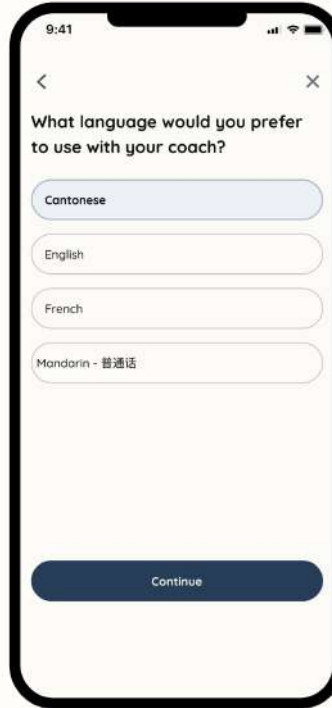 9:41
What language would you prefer
to use with your coach?
Cantonese
English
French
Mandarin - 普通话
Continue